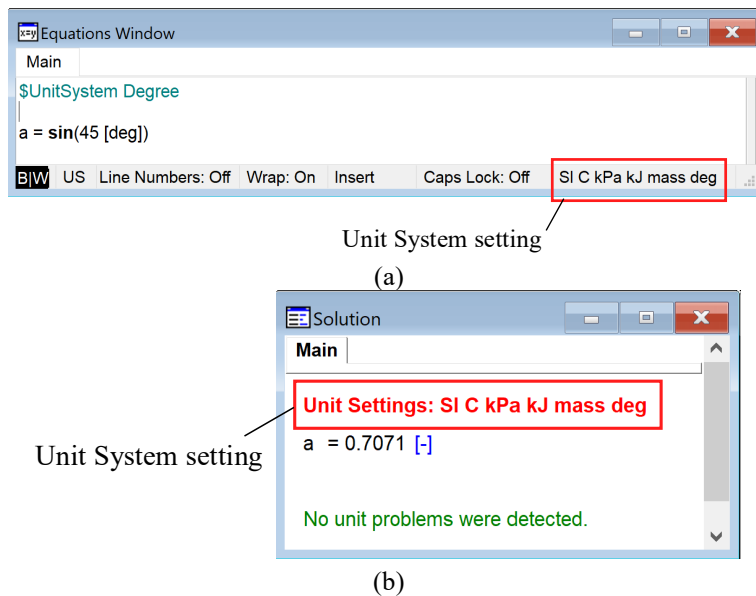 Equations Window
Main
$UnitSystem Degree
a = sin(45 [deg])
B|W US Line Numbers: Off Wrap: On Insert Caps Lock: Off SI C kPa kJ mass deg
Unit System setting
(a)
Solution
Main
Unit Settings: SI C kPa kJ mass deg
Unit System setting
a = 0.7071 [-]
No unit problems were detected.
(b)